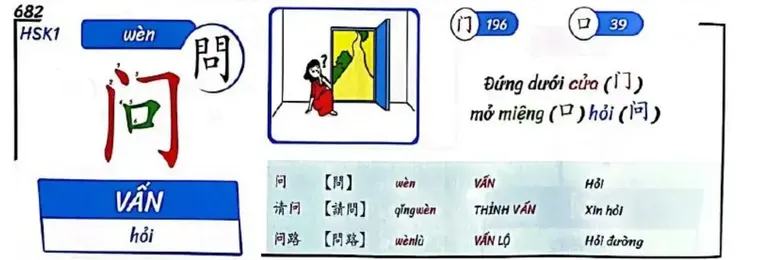 682
HSK1
wèn
問
问
VẤN
hỏi
?
门 196
口 39
Đứng dưới cửa (门)
mở miệng (口) hỏi (问)
问 【問】 wèn VẤN Hỏi
请问 【請問】 qǐngwèn THỈNH VẤN Xin hỏi
问路 【問路】 wènlù VẤN LỘ Hỏi đường